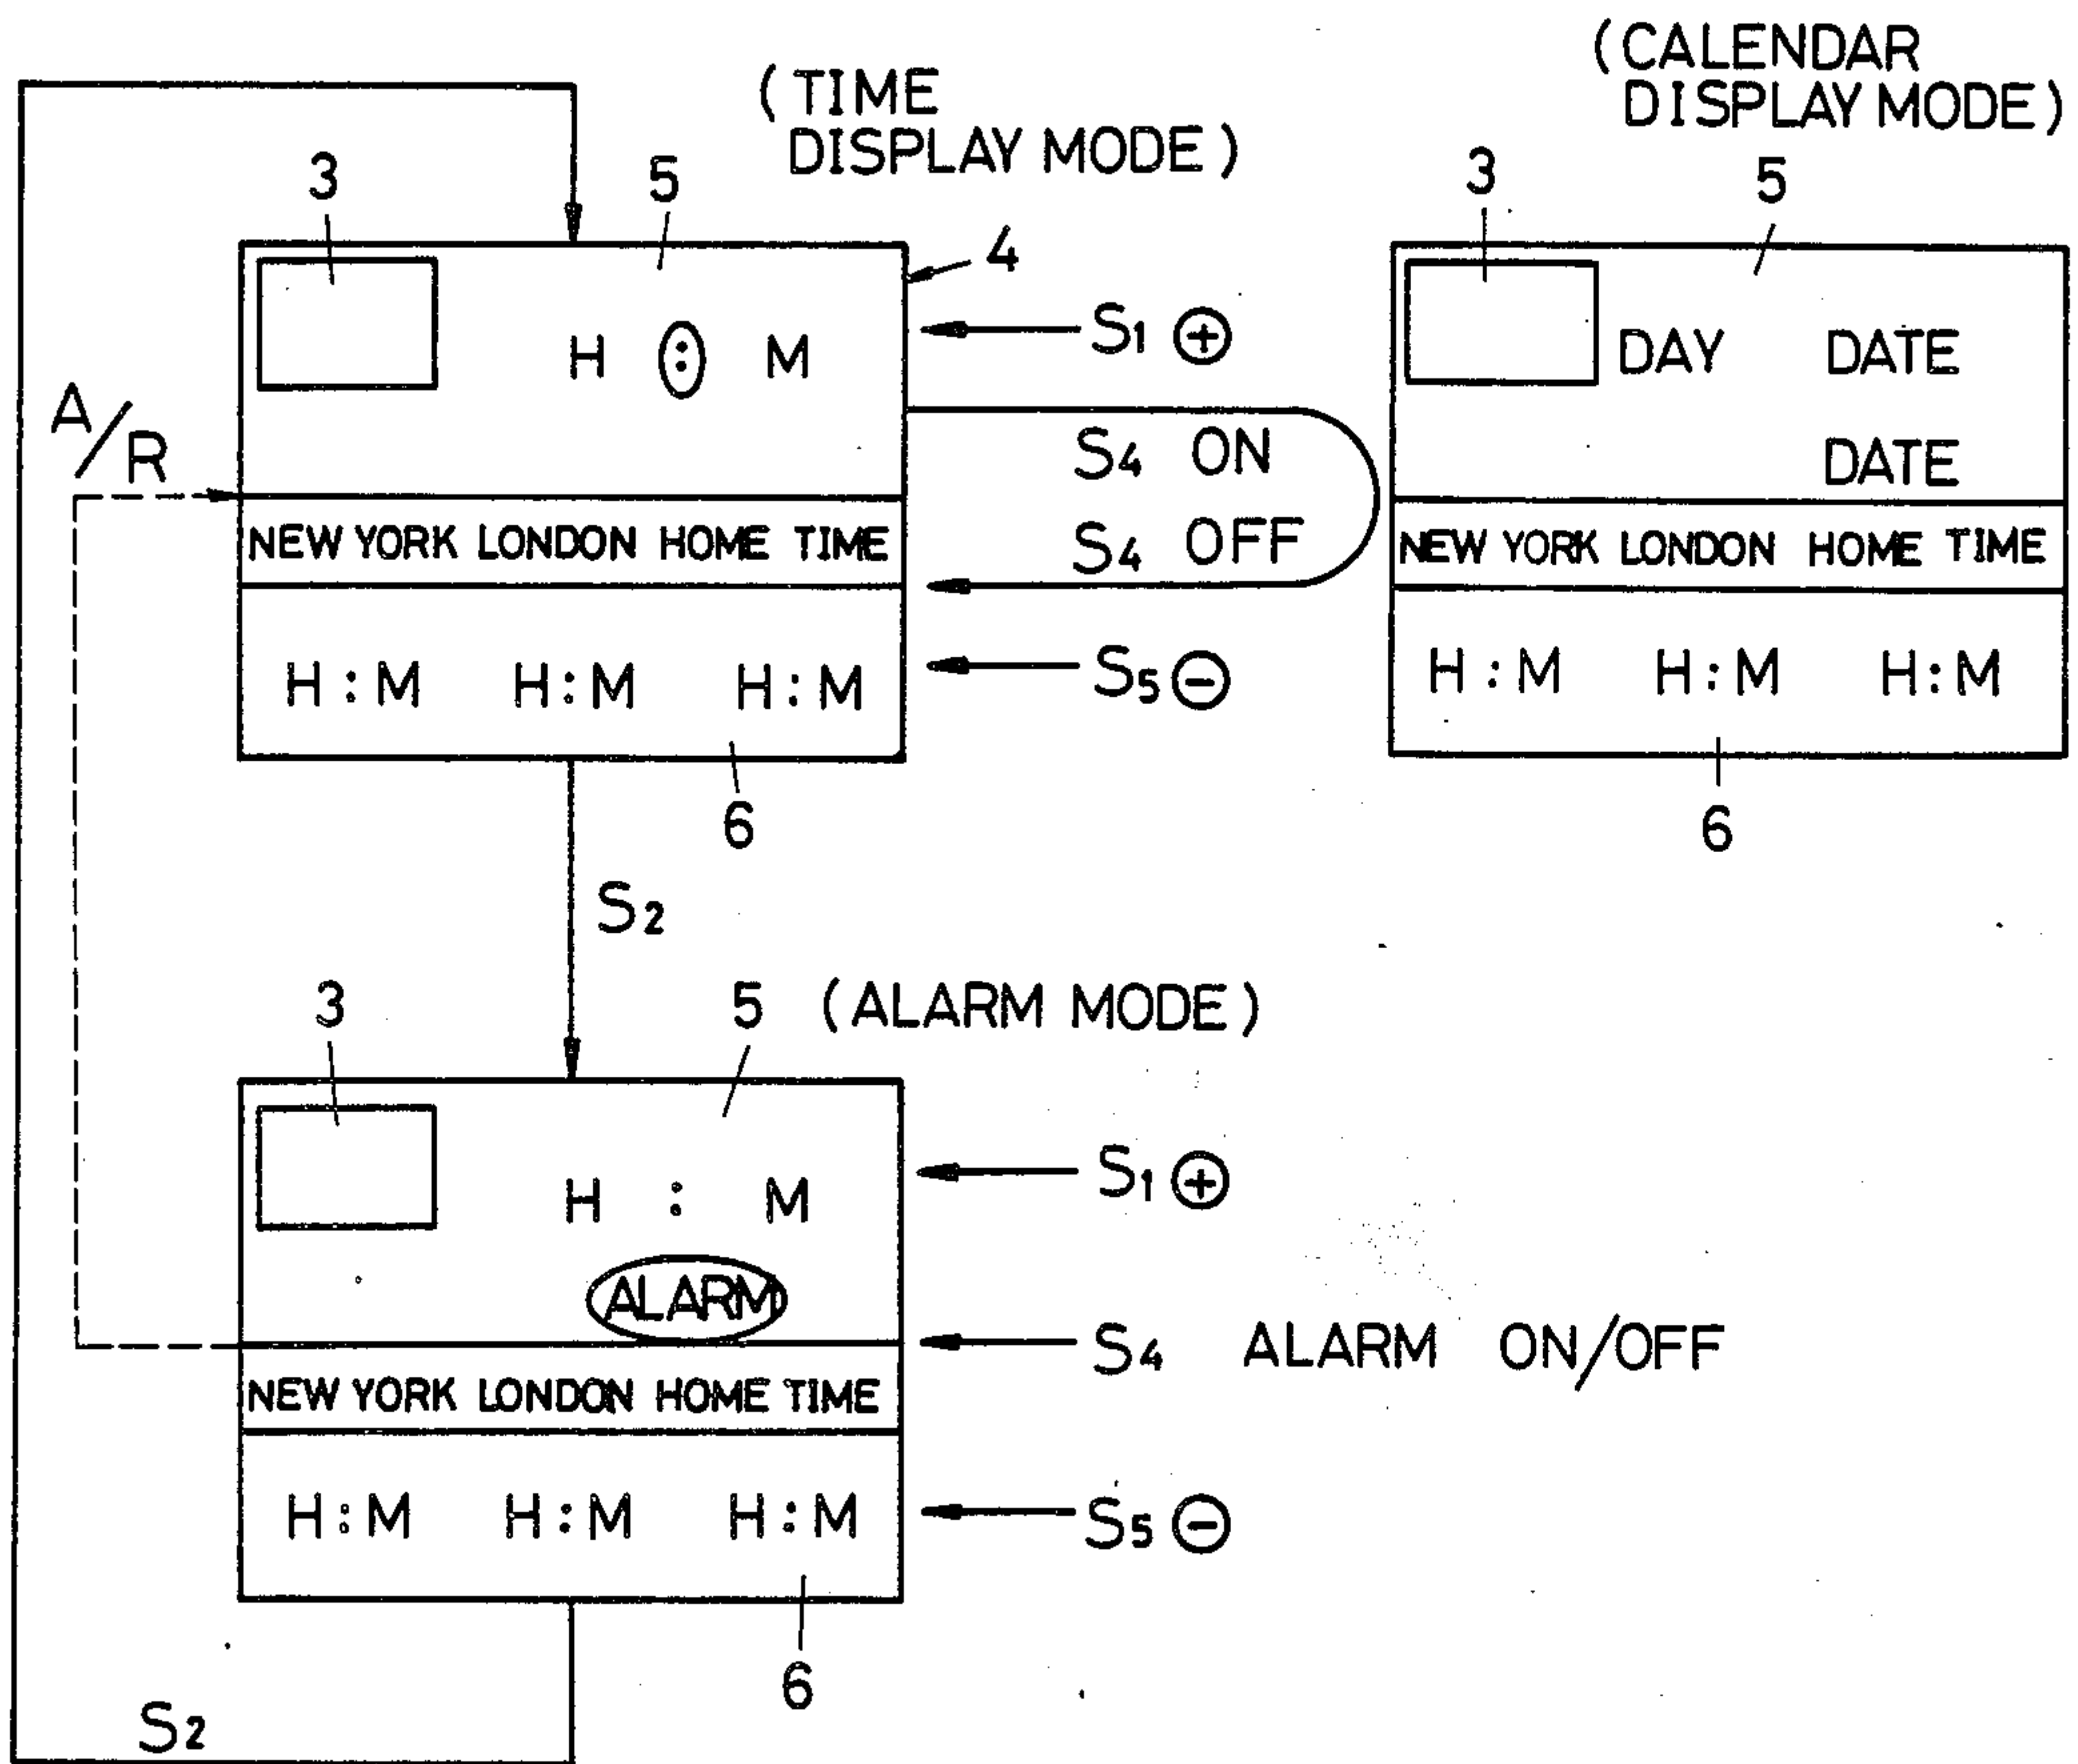 (TIME
DISPLAY MODE)
3
5
4
H : M
S1 ⊕
A/R
S4 ON
S4 OFF
NEW YORK LONDON HOME TIME
H:M H:M H:M
S5 ⊖
6
(CALENDAR
DISPLAY MODE)
3
5
DAY DATE
DATE
NEW YORK LONDON HOME TIME
H:M H:M H:M
6
S2
(ALARM MODE)
3
5
H : M
S1 ⊕
ALARM
S4 ALARM ON/OFF
NEW YORK LONDON HOME TIME
H:M H:M H:M
S5 ⊖
6
S2